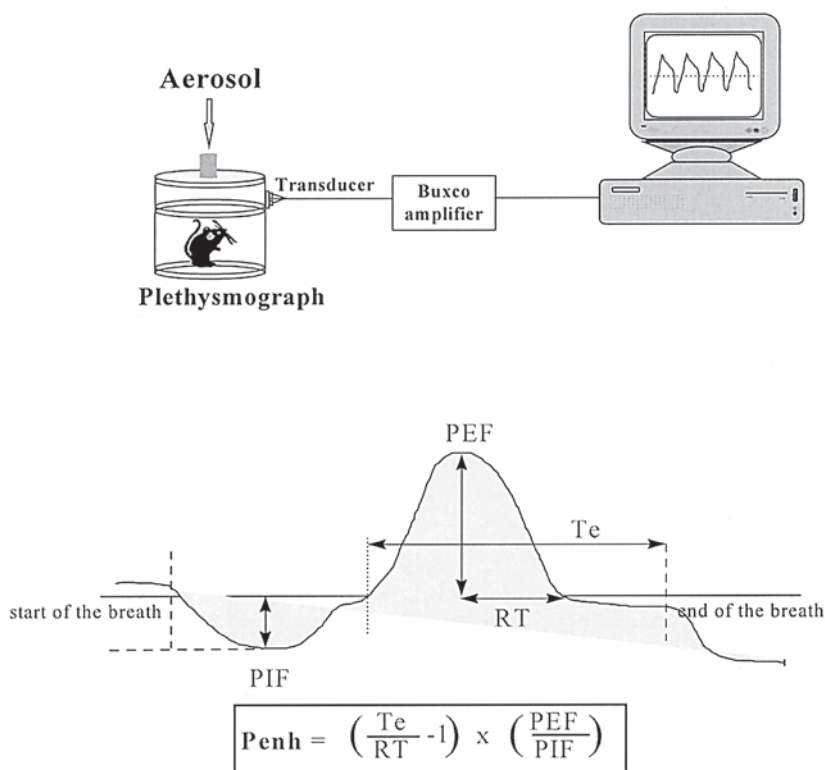 Aerosol
Transducer
Buxco
amplifier
Plethysmograph
PEF
Te
start of the breath
RT
end of the breath
PIF
Penh = (Te/RT -1) x (PEF/PIF)